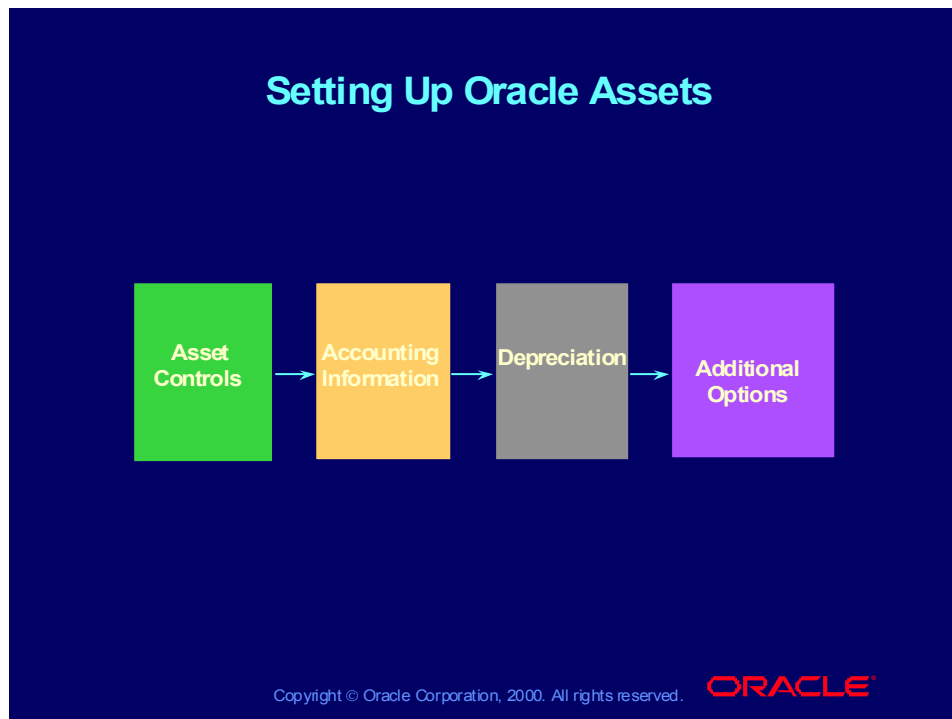 Setting Up Oracle Assets
Asset
Controls
Accounting
Information
Depreciation
Additional
Options
Copyright © Oracle Corporation, 2000. All rights reserved.
ORACLE®